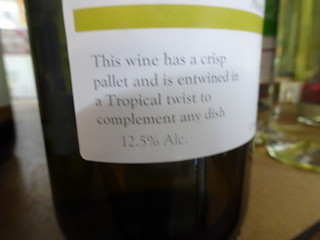 This wine has a crisp
pallet and is entwined in
a Tropical twist to
complement any dish
12.5% Alc.